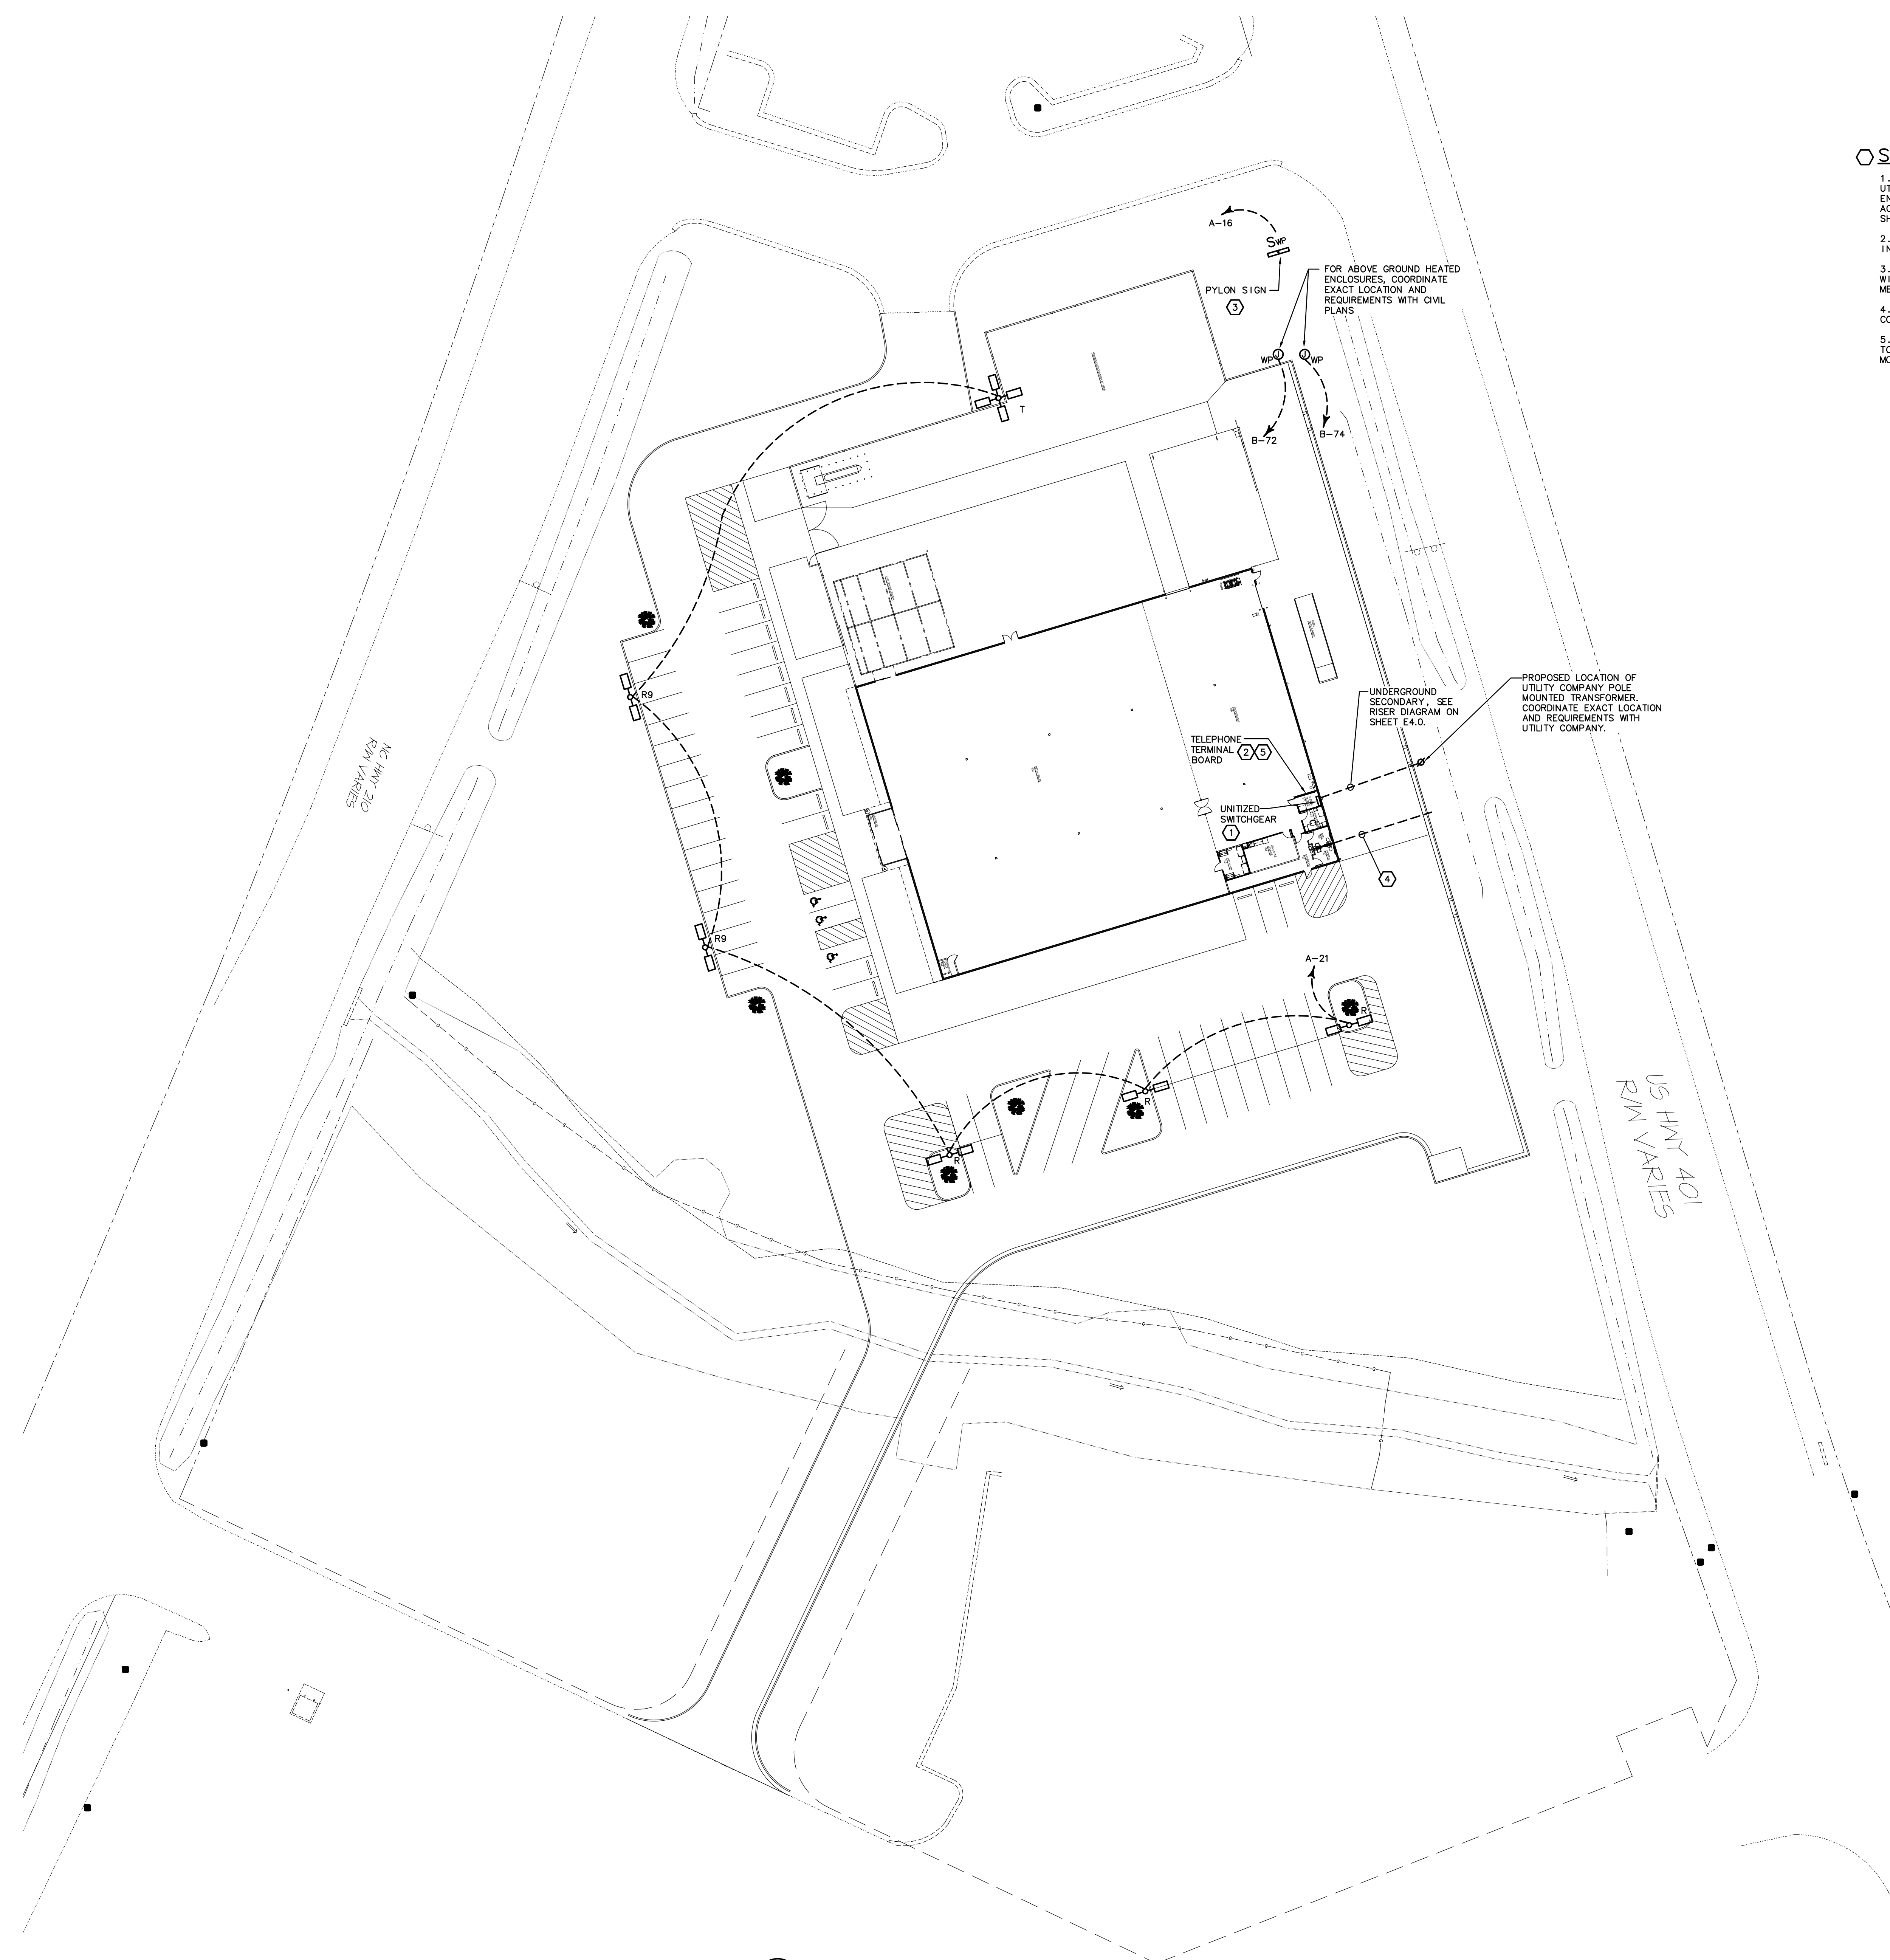 S
1.
2.
3.
4.
5.
A-16
SWP
PYLON SIGN
3
FOR ABOVE GROUND HEATED
ENCLOSURES, COORDINATE
EXACT LOCATION AND
REQUIREMENTS WITH CIVIL
PLANS
WP J
J WP
B-72
B-74
T
R9
R9
NC HWY 210
R/W VARIES
UNDERGROUND
SECONDARY, SEE
RISER DIAGRAM ON
SHEET E4.0.
PROPOSED LOCATION OF
UTILITY COMPANY POLE
MOUNTED TRANSFORMER.
COORDINATE EXACT LOCATION
AND REQUIREMENTS WITH
UTILITY COMPANY.
TELEPHONE
TERMINAL 2 5
BOARD
UNITIZED
SWITCHGEAR
1
4
A-21
R
R
R
US HWY 401
R/W VARIES